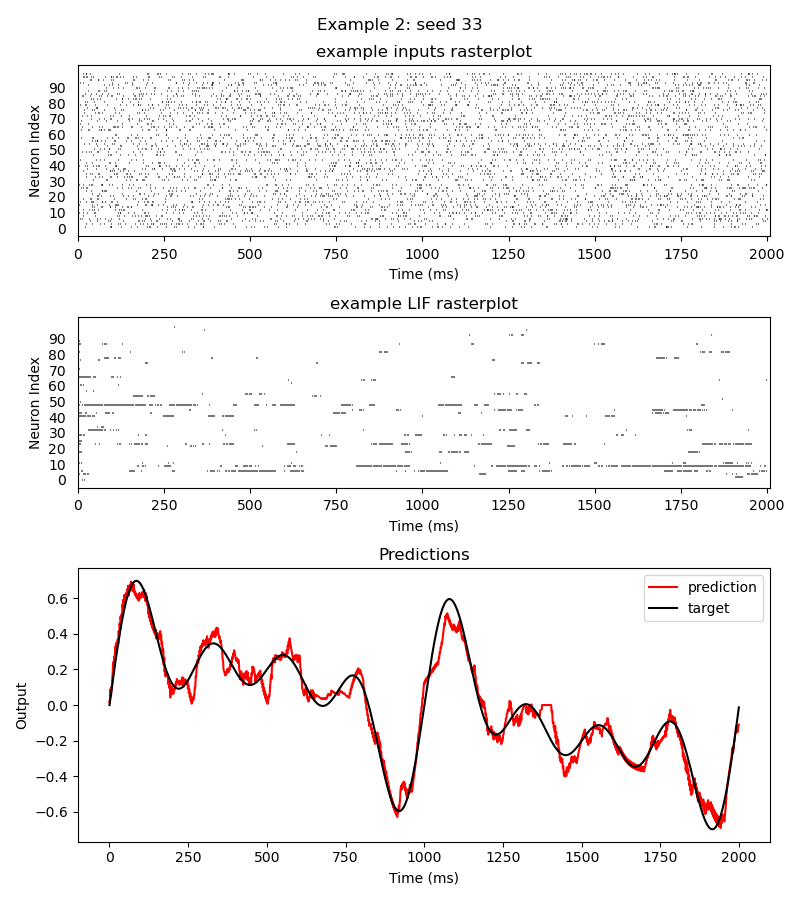 Example 2: seed 33
example inputs rasterplot
Neuron Index
90
80
70
60
50
40
30
20
10
0
0 250 500 750 1000 1250 1500 1750 2000
Time (ms)
example LIF rasterplot
Neuron Index
90
80
70
60
50
40
30
20
10
0
0 250 500 750 1000 1250 1500 1750 2000
Time (ms)
Predictions
prediction
target
Output
0.6
0.4
0.2
0.0
−0.2
−0.4
−0.6
0 250 500 750 1000 1250 1500 1750 2000
Time (ms)